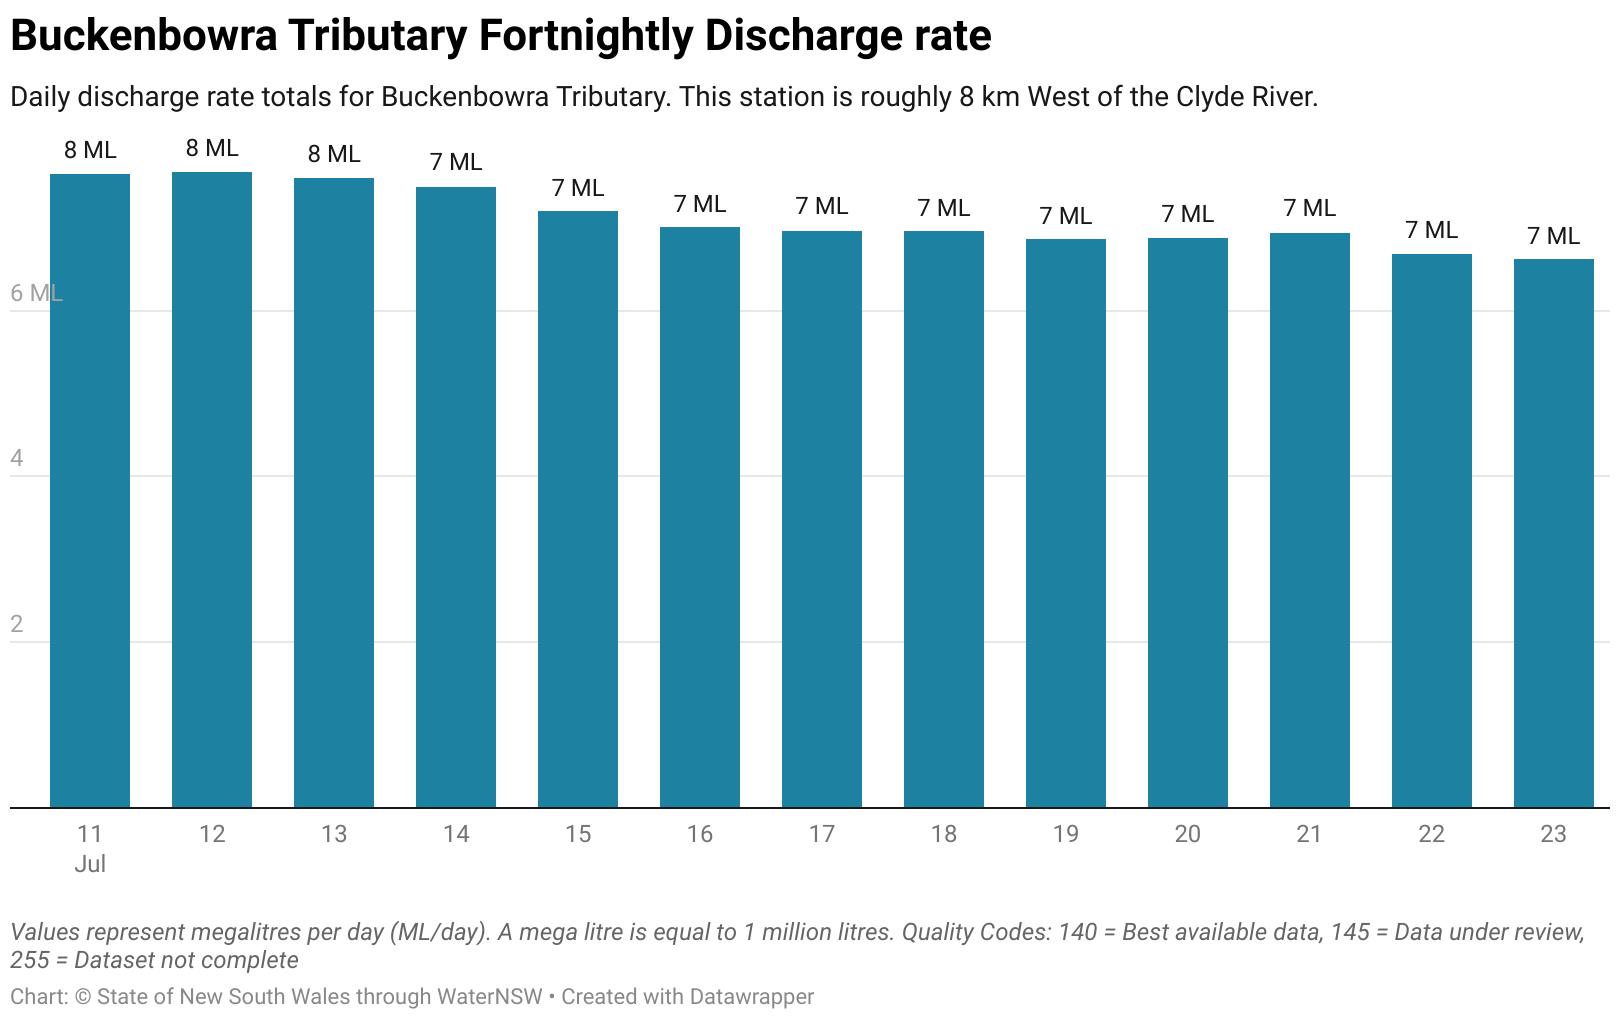 Buckenbowra Tributary Fortnightly Discharge rate
Daily discharge rate totals for Buckenbowra Tributary. This station is roughly 8 km West of the Clyde River.
8 ML 8 ML 8 ML 7 ML 7 ML 7 ML 7 ML 7 ML 7 ML 7 ML 7 ML 7 ML 7 ML
6 ML
4
2
11 12 13 14 15 16 17 18 19 20 21 22 23
Jul
Values represent megalitres per day (ML/day). A mega litre is equal to 1 million litres. Quality Codes: 140 = Best available data, 145 = Data under review,
255 = Dataset not complete
Chart: © State of New South Wales through WaterNSW • Created with Datawrapper